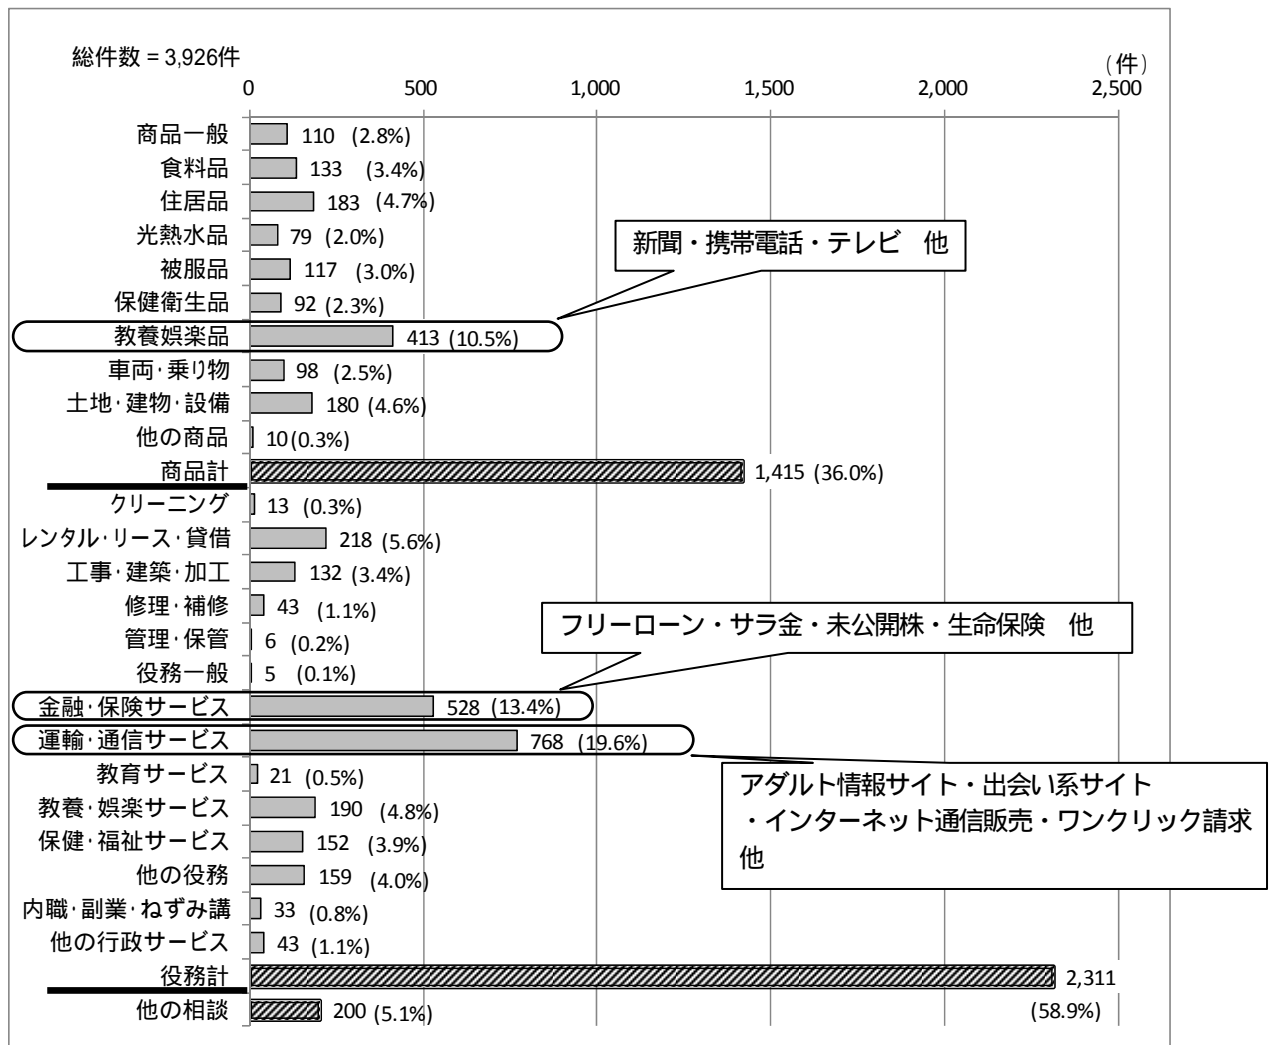 総件数 = 3,926件
(件)
0 500 1,000 1,500 2,000 2,500
商品一般 110 (2.8%)
食料品 133 (3.4%)
住居品 183 (4.7%)
光熱水品 79 (2.0%)
被服品 117 (3.0%)
保健衛生品 92 (2.3%)
教養娯楽品 413 (10.5%)
新聞・携帯電話・テレビ 他
車両・乗り物 98 (2.5%)
土地・建物・設備 180 (4.6%)
他の商品 10 (0.3%)
商品計 1,415 (36.0%)
クリーニング 13 (0.3%)
レンタル・リース・貸借 218 (5.6%)
工事・建築・加工 132 (3.4%)
修理・補修 43 (1.1%)
管理・保管 6 (0.2%)
役務一般 5 (0.1%)
フリーローン・サラ金・未公開株・生命保険 他
金融・保険サービス 528 (13.4%)
運輸・通信サービス 768 (19.6%)
アダルト情報サイト・出会い系サイト
・インターネット通信販売・ワンクリック請求
他
教育サービス 21 (0.5%)
教養・娯楽サービス 190 (4.8%)
保健・福祉サービス 152 (3.9%)
他の役務 159 (4.0%)
内職・副業・ねずみ講 33 (0.8%)
他の行政サービス 43 (1.1%)
役務計 2,311
(58.9%)
他の相談 200 (5.1%)